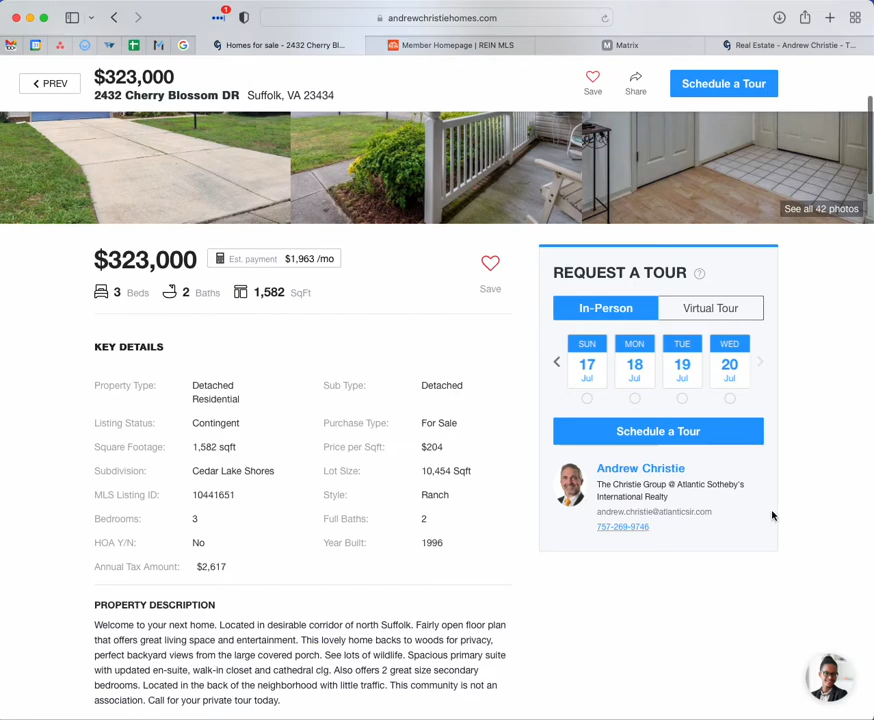 1
andrewchristiehomes.com
Homes for sale - 2432 Cherry Bl...
Member Homepage | REIN MLS
Matrix
Real Estate - Andrew Christie - T...
PREV
$323,000
2432 Cherry Blossom DR Suffolk, VA 23434
Save
Share
Schedule a Tour
See all 42 photos
$323,000
Est. payment $1,963 /mo
3 Beds 2 Baths 1,582 SqFt
Save
KEY DETAILS
Property Type: Detached Sub Type: Detached
Residential
Listing Status: Contingent Purchase Type: For Sale
Square Footage: 1,582 sqft Price per Sqft: $204
Subdivision: Cedar Lake Shores Lot Size: 10,454 Sqft
MLS Listing ID: 10441651 Style: Ranch
Bedrooms: 3 Full Baths: 2
HOA Y/N: No Year Built: 1996
Annual Tax Amount: $2,617
PROPERTY DESCRIPTION
Welcome to your next home. Located in desirable corridor of north Suffolk. Fairly open floor plan
that offers great living space and entertainment. This lovely home backs to woods for privacy,
perfect backyard views from the large covered porch. See lots of wildlife. Spacious primary suite
with updated en-suite, walk-in closet and cathedral clg. Also offers 2 great size secondary
bedrooms. Located in the back of the neighborhood with little traffic. This community is not an
association. Call for your private tour today.
REQUEST A TOUR ?
In-Person Virtual Tour
SUN MON TUE WED
17 18 19 20
Jul Jul Jul Jul
Schedule a Tour
Andrew Christie
The Christie Group @ Atlantic Sotheby's
International Realty
andrew.christie@atlanticsir.com
757-269-9746